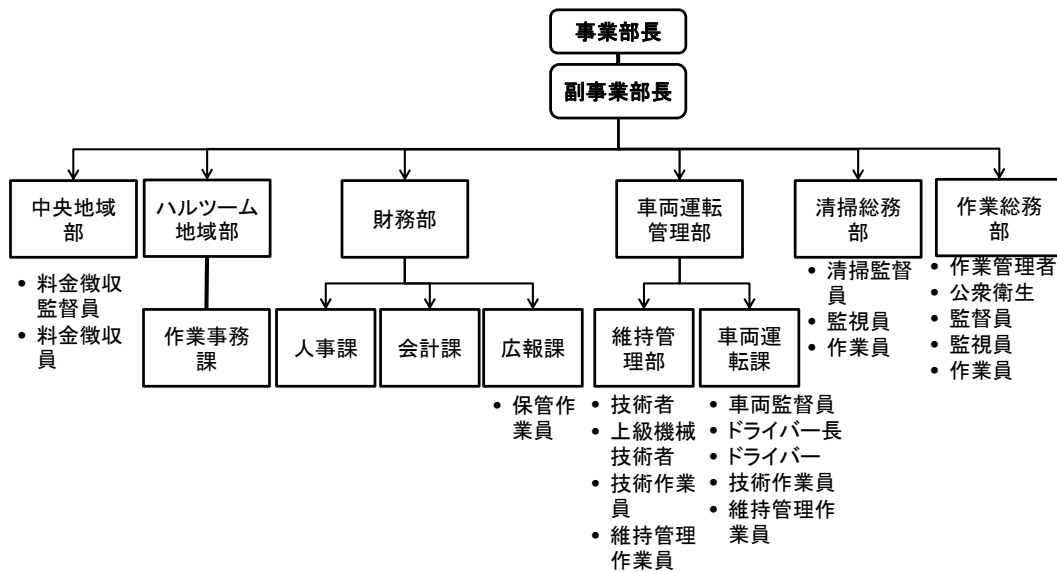 事業部長
副事業部長
中央地域
部
ハルツーム
地域部
財務部
車両運転
管理部
清掃総務
部
作業総務
部
• 料金徴収
監督員
• 料金徴収
員
• 清掃監督
員
• 監視員
• 作業員
• 作業管理者
• 公衆衛生
• 監督員
• 監視員
• 作業員
作業事務
課
人事課
会計課
広報課
維持管
理部
車両運
転課
• 保管作
業員
• 技術者
• 上級機械
技術者
• 技術作業
員
• 維持管理
作業員
• 車両監督員
• ドライバー長
• ドライバー
• 技術作業員
• 維持管理作
業員